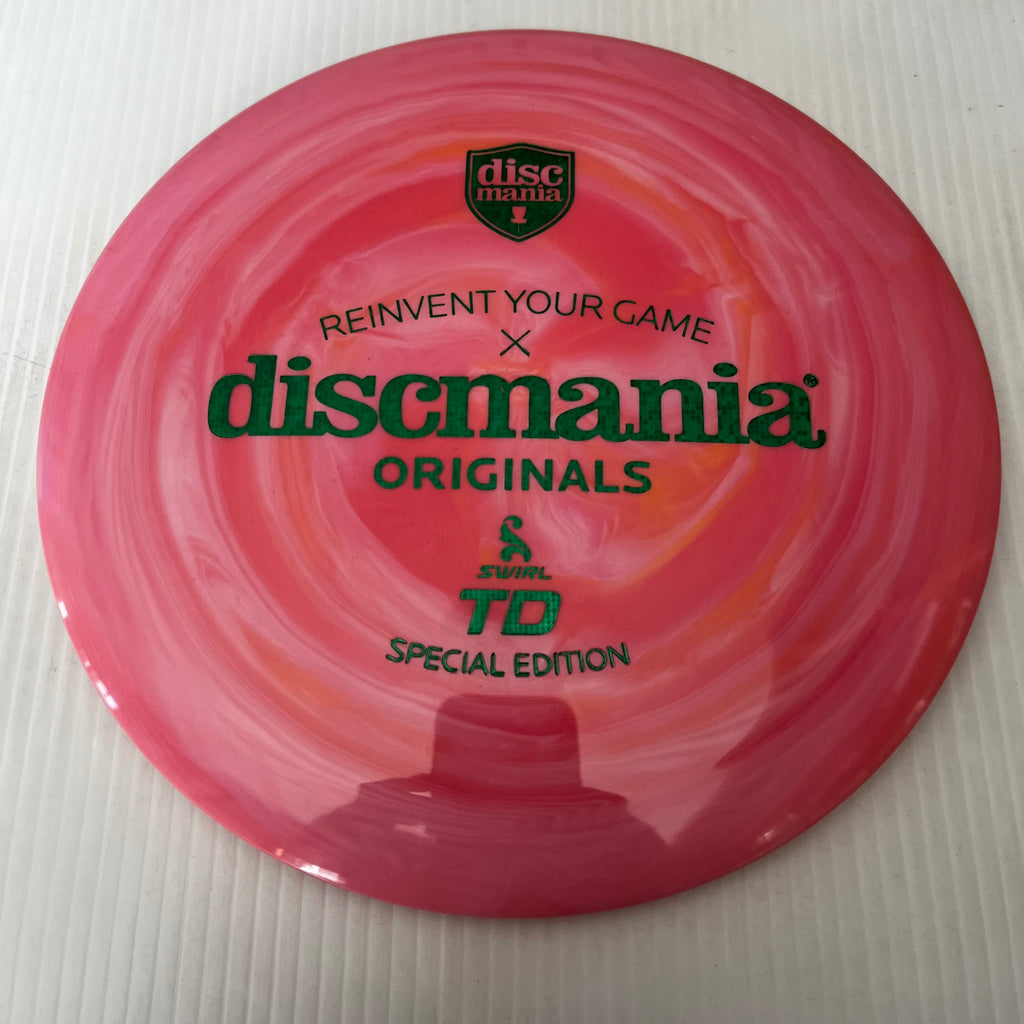 disc
mania
REINVENT YOUR GAME
X
discmania®
ORIGINALS
SWIRL
TD
SPECIAL EDITION